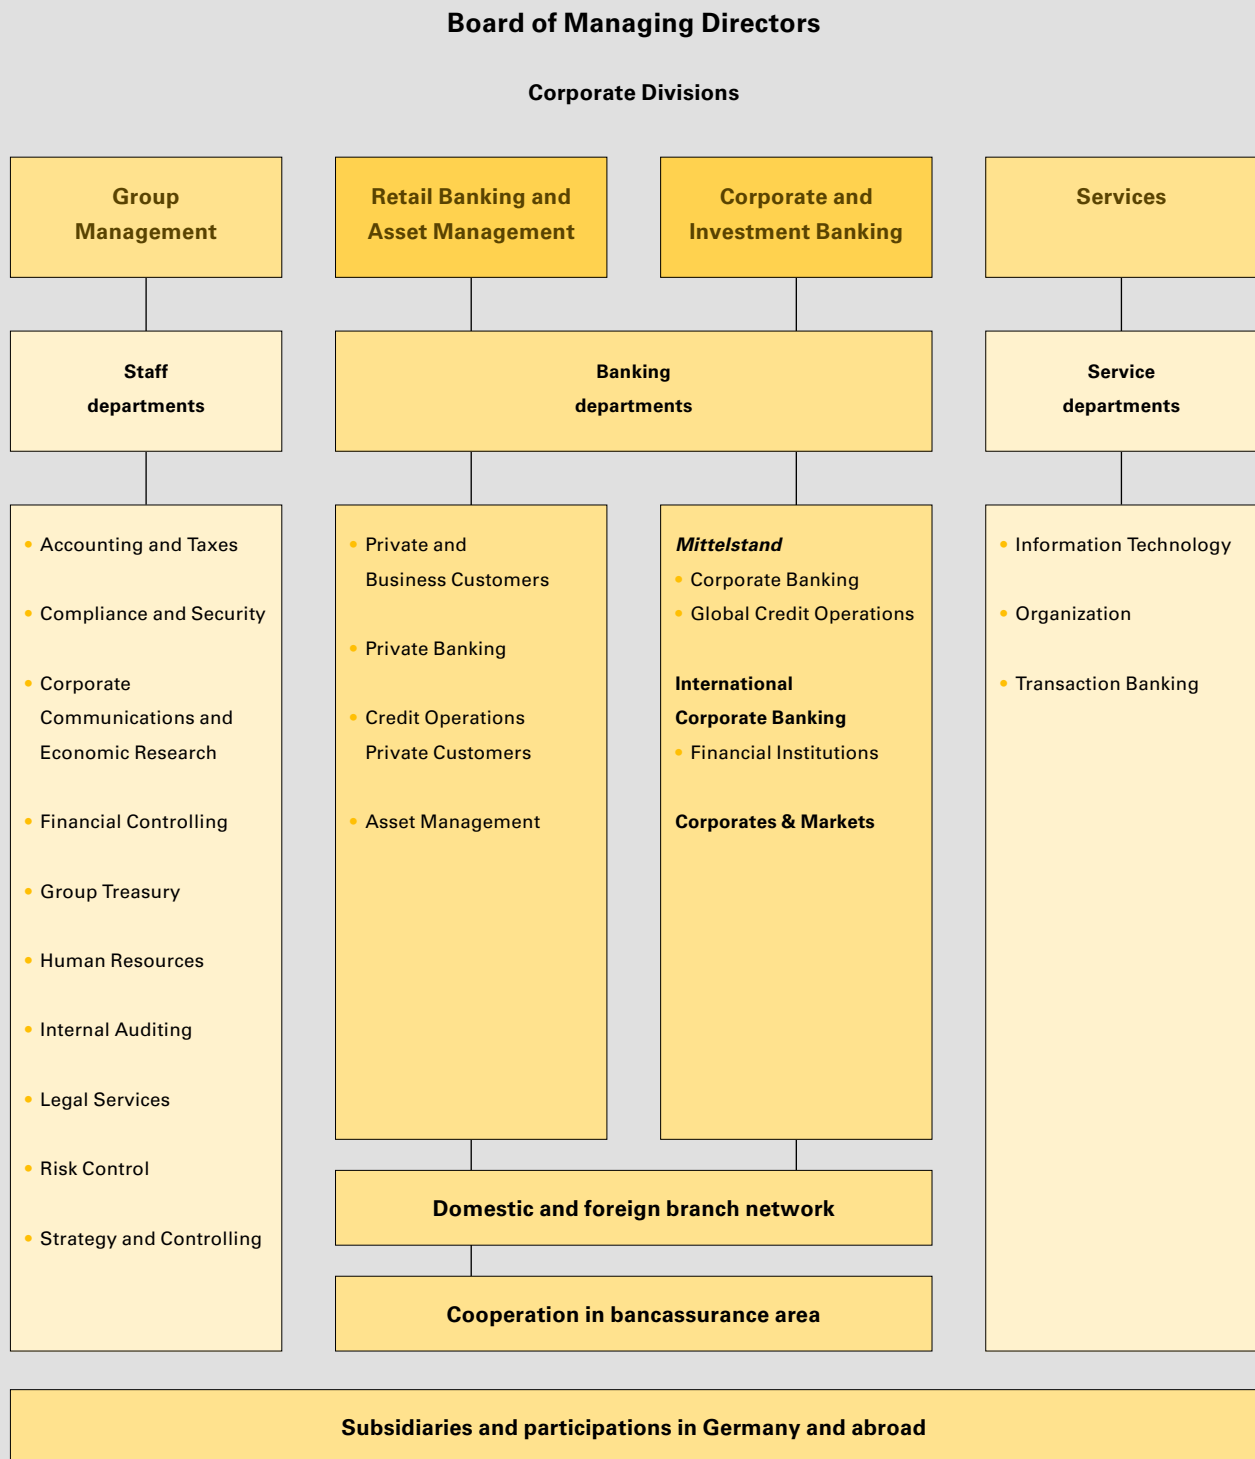 Board of Managing Directors
Corporate Divisions
Group
Management
Retail Banking and
Asset Management
Corporate and
Investment Banking
Services
Staff
departments
Banking
departments
Service
departments
• Accounting and Taxes
• Compliance and Security
• Corporate
Communications and
Economic Research
• Financial Controlling
• Group Treasury
• Human Resources
• Internal Auditing
• Legal Services
• Risk Control
• Strategy and Controlling
• Private and
Business Customers
• Private Banking
• Credit Operations
Private Customers
• Asset Management
Mittelstand
• Corporate Banking
• Global Credit Operations
International
Corporate Banking
• Financial Institutions
Corporates & Markets
• Information Technology
• Organization
• Transaction Banking
Domestic and foreign branch network
Cooperation in bancassurance area
Subsidiaries and participations in Germany and abroad